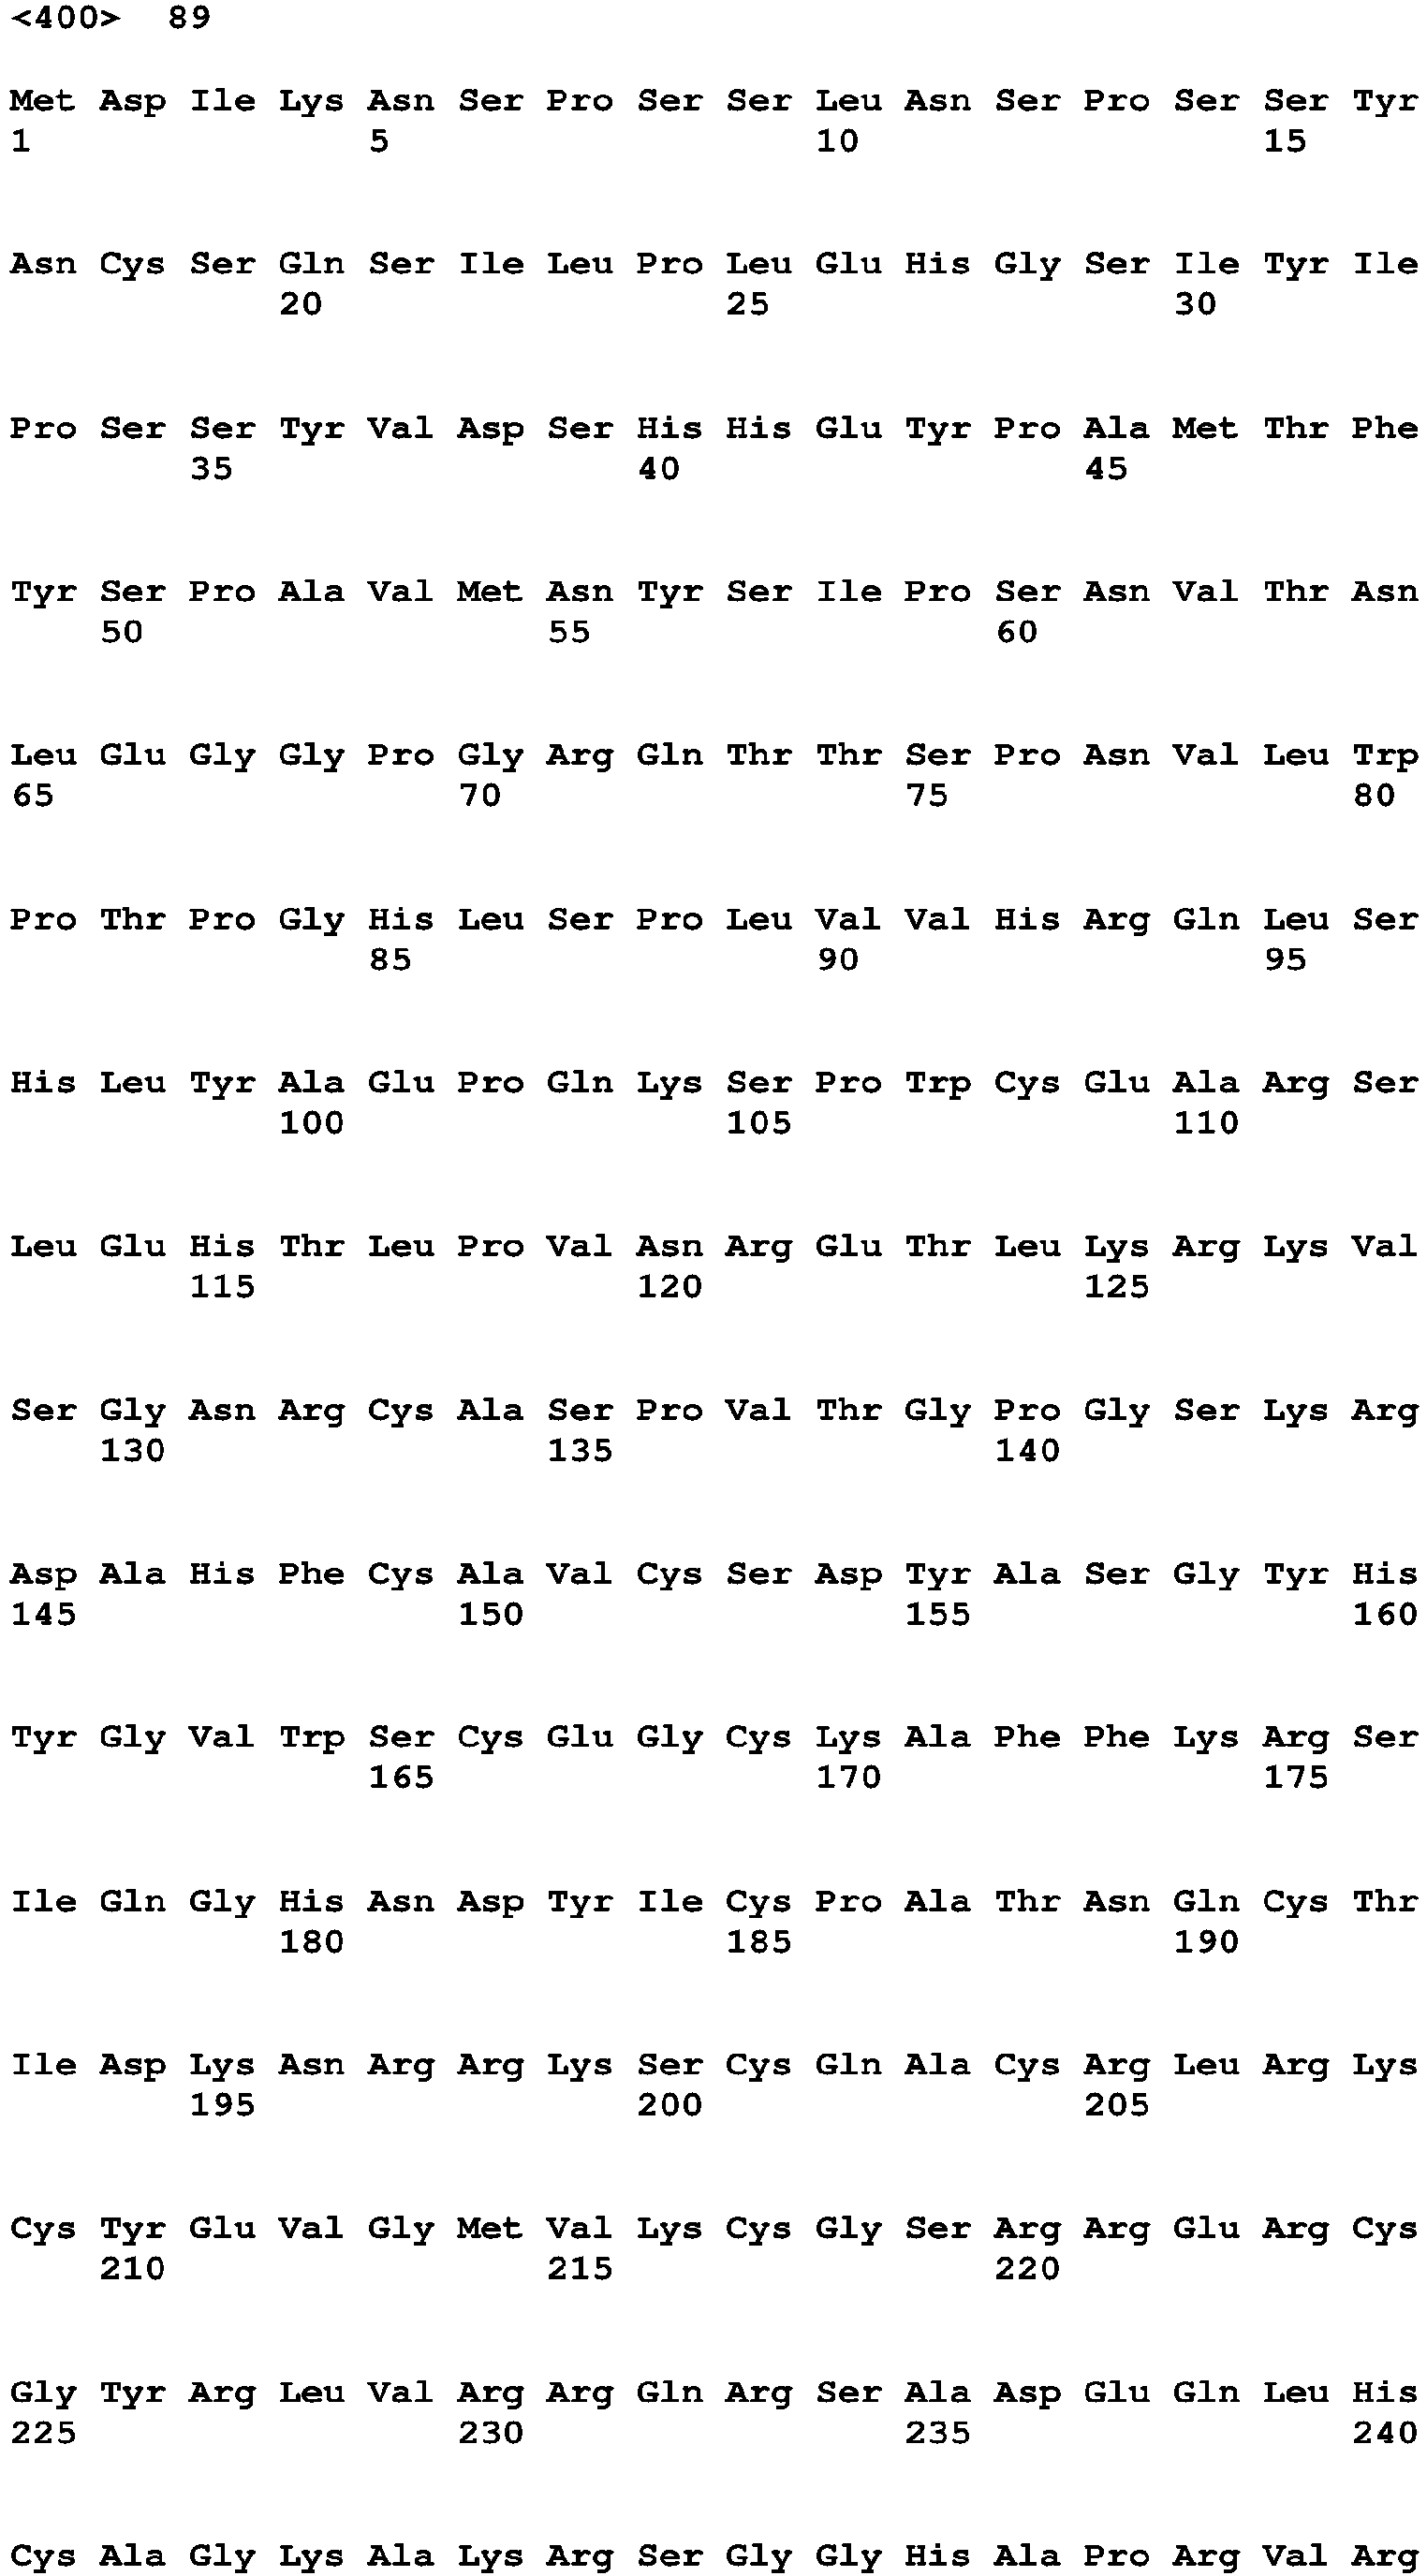 <400> 89
Met Asp Ile Lys Asn Ser Pro Ser Ser Leu Asn Ser Pro Ser Ser Tyr
1 5 10 15
Asn Cys Ser Gln Ser Ile Leu Pro Leu Glu His Gly Ser Ile Tyr Ile
20 25 30
Pro Ser Ser Tyr Val Asp Ser His His Glu Tyr Pro Ala Met Thr Phe
35 40 45
Tyr Ser Pro Ala Val Met Asn Tyr Ser Ile Pro Ser Asn Val Thr Asn
50 55 60
Leu Glu Gly Gly Pro Gly Arg Gln Thr Thr Ser Pro Asn Val Leu Trp
65 70 75 80
Pro Thr Pro Gly His Leu Ser Pro Leu Val Val His Arg Gln Leu Ser
85 90 95
His Leu Tyr Ala Glu Pro Gln Lys Ser Pro Trp Cys Glu Ala Arg Ser
100 105 110
Leu Glu His Thr Leu Pro Val Asn Arg Glu Thr Leu Lys Arg Lys Val
115 120 125
Ser Gly Asn Arg Cys Ala Ser Pro Val Thr Gly Pro Gly Ser Lys Arg
130 135 140
Asp Ala His Phe Cys Ala Val Cys Ser Asp Tyr Ala Ser Gly Tyr His
145 150 155 160
Tyr Gly Val Trp Ser Cys Glu Gly Cys Lys Ala Phe Phe Lys Arg Ser
165 170 175
Ile Gln Gly His Asn Asp Tyr Ile Cys Pro Ala Thr Asn Gln Cys Thr
180 185 190
Ile Asp Lys Asn Arg Arg Lys Ser Cys Gln Ala Cys Arg Leu Arg Lys
195 200 205
Cys Tyr Glu Val Gly Met Val Lys Cys Gly Ser Arg Arg Glu Arg Cys
210 215 220
Gly Tyr Arg Leu Val Arg Arg Gln Arg Ser Ala Asp Glu Gln Leu His
225 230 235 240
Cys Ala Gly Lys Ala Lys Arg Ser Gly Gly His Ala Pro Arg Val Arg